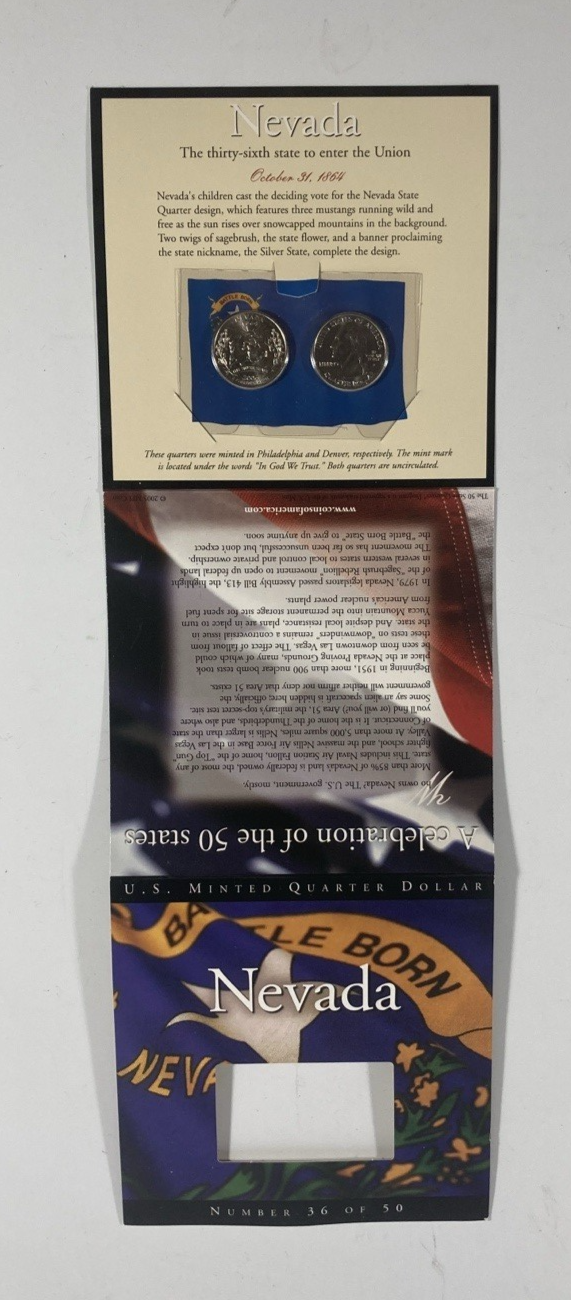 Nevada
The thirty-sixth state to enter the Union
October 31, 1864
Nevada's children cast the deciding vote for the Nevada State
Quarter design, which features three mustangs running wild and
free as the sun rises over snowcapped mountains in the background.
Two twigs of sagebrush, the state flower, and a banner proclaiming
the state nickname, the Silver State, complete the design.
BATTLE BORN
These quarters were minted in Philadelphia and Denver, respectively. The mint mark
is located under the words "In God We Trust." Both quarters are uncirculated.
A celebration of the 50 states
Who owns Nevada? The U.S. government, mostly.
More than 85% of Nevada's land is federally owned, the most of any
state. This includes Naval Air Station Fallon, home of the "Top Gun"
fighter school, and the massive Nellis Air Force Base in the Las Vegas
Valley. At more than 5,000 square miles, Nellis is larger than the state
of Connecticut. It is the home of the Thunderbirds, and also where
you'll find (or will you?) Area 51, the military's top-secret test site.
Some say an alien spacecraft is hidden here; officially, the
government will neither affirm nor deny that Area 51 exists.
Beginning in 1951, more than 900 nuclear bomb tests took
place at the Nevada Proving Grounds, many of which could
be seen from downtown Las Vegas. The effect of fallout from
these tests on "downwinders" remains a controversial issue in
the state. And despite local resistance, plans are in place to turn
Yucca Mountain into the permanent storage site for spent fuel
from America's nuclear power plants.
In 1979, Nevada legislators passed Assembly Bill 413, the highlight
of the "Sagebrush Rebellion" movement to open up federal lands
in several western states to local control and private ownership.
The movement has so far been unsuccessful, but don't expect
the "Battle Born State" to give up anytime soon.
www.coinsofamerica.com
U.S. MINTED QUARTER DOLLAR
BATTLE BORN
Nevada
NEVA
NUMBER 36 OF 50